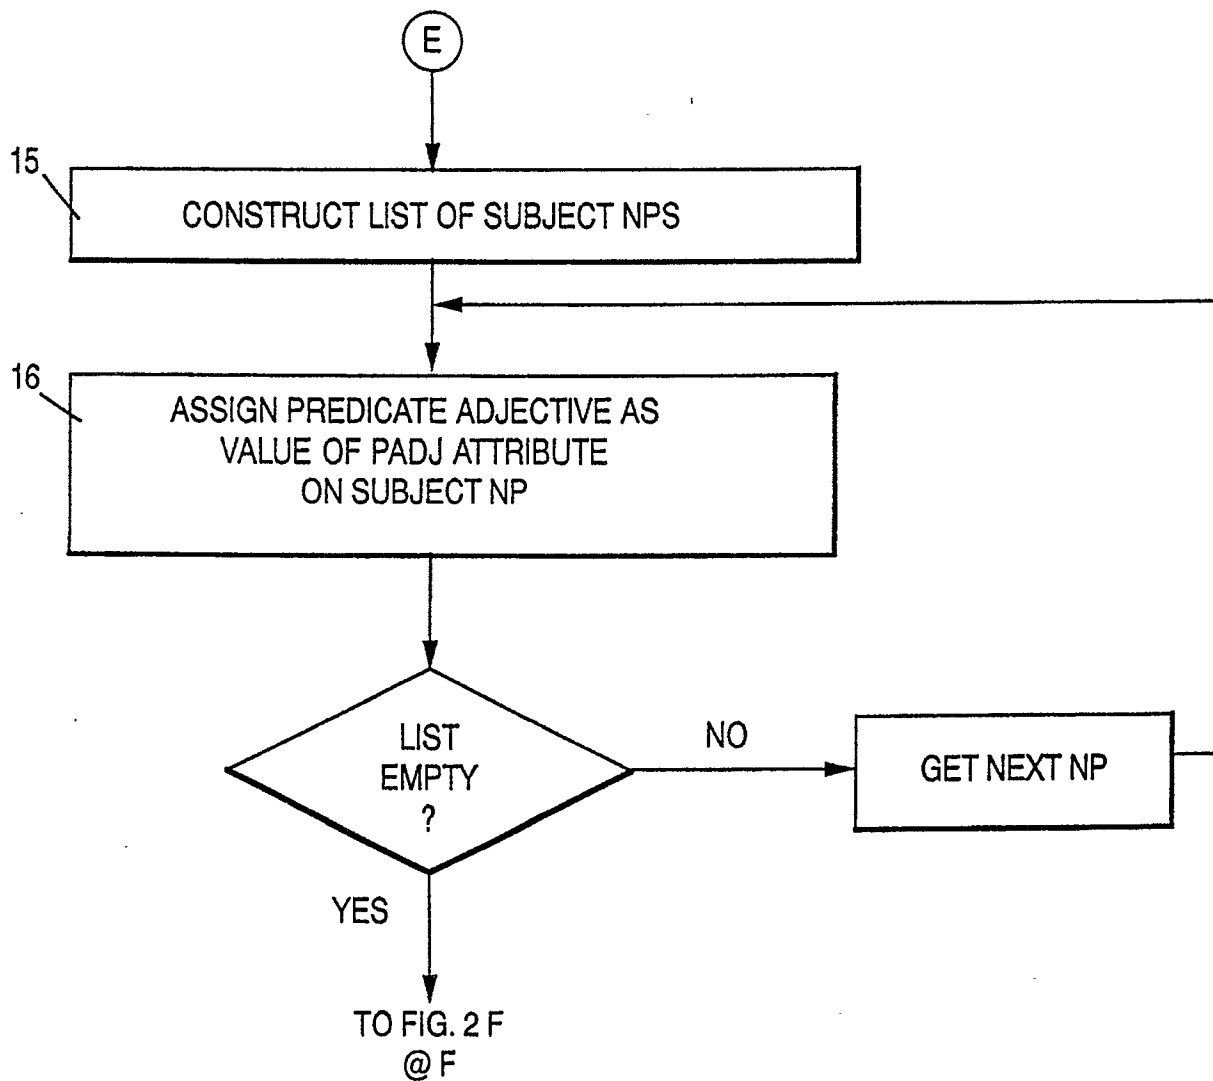 E
15
CONSTRUCT LIST OF SUBJECT NPS
16
ASSIGN PREDICATE ADJECTIVE AS
VALUE OF PADJ ATTRIBUTE
ON SUBJECT NP
LIST
EMPTY
?
NO
GET NEXT NP
YES
TO FIG. 2 F
@ F